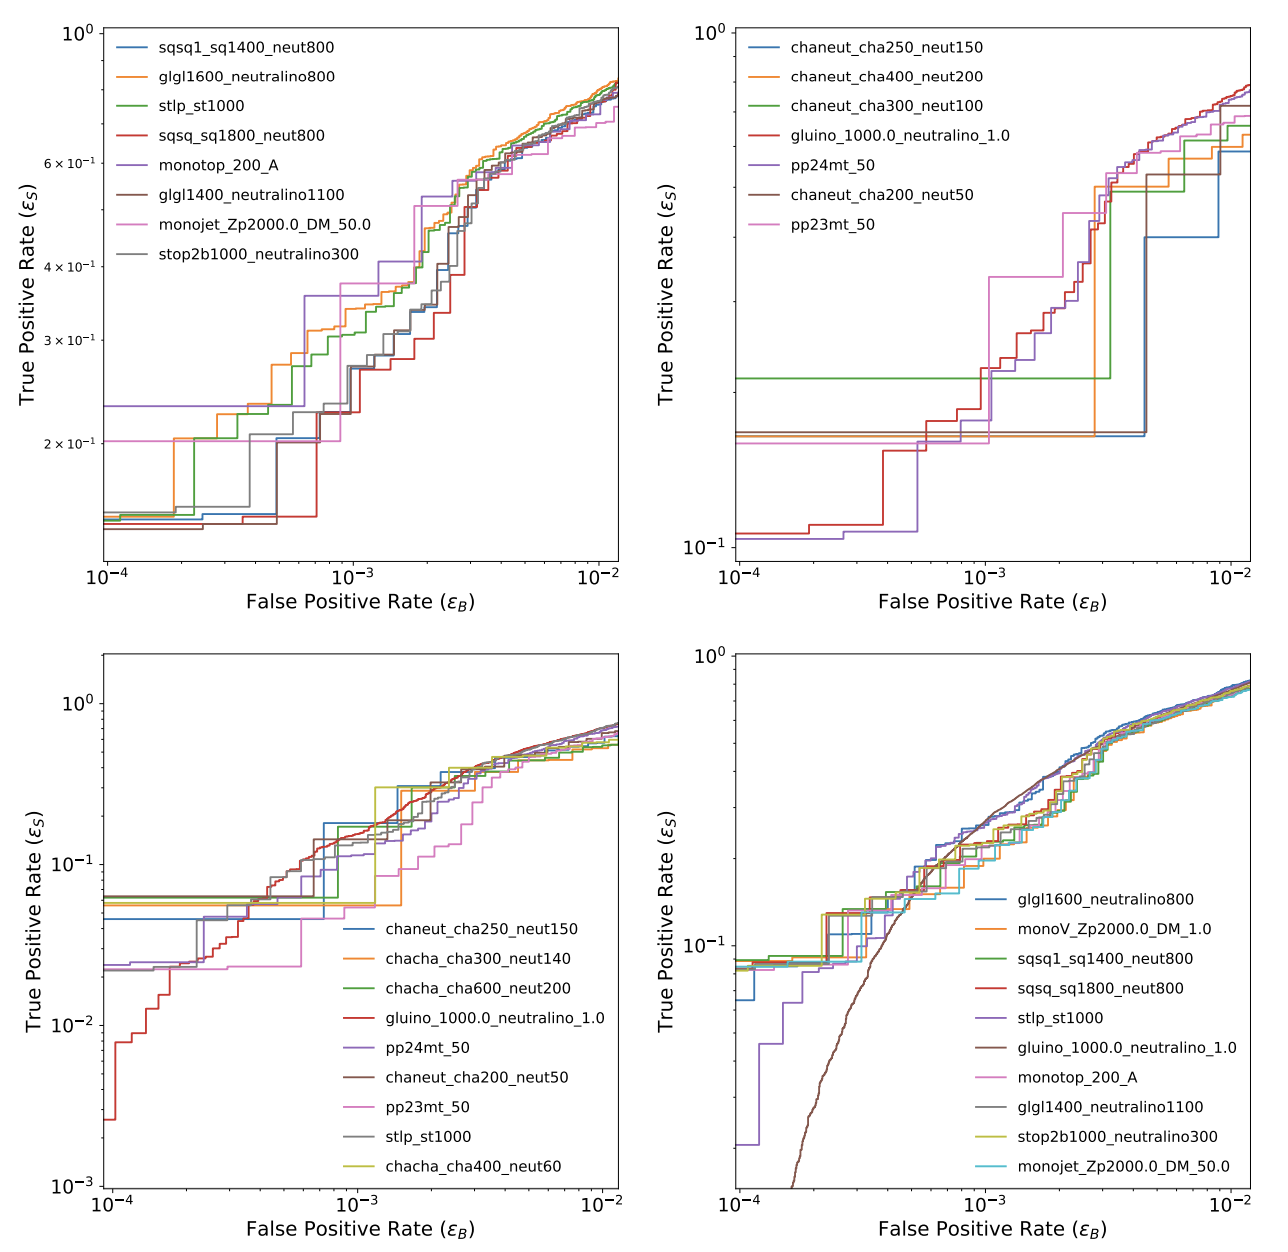 10⁰
6 × 10⁻¹
4 × 10⁻¹
3 × 10⁻¹
2 × 10⁻¹
True Positive Rate (εS)
sqsq1_sq1400_neut800
glgl1600_neutralino800
stlp_st1000
sqsq_sq1800_neut800
monotop_200_A
glgl1400_neutralino1100
monojet_Zp2000.0_DM_50.0
stop2b1000_neutralino300
10⁻⁴ 10⁻³ 10⁻²
False Positive Rate (εB)
10⁰
10⁻¹
True Positive Rate (εS)
chaneut_cha250_neut150
chaneut_cha400_neut200
chaneut_cha300_neut100
gluino_1000.0_neutralino_1.0
pp24mt_50
chaneut_cha200_neut50
pp23mt_50
10⁻⁴ 10⁻³ 10⁻²
False Positive Rate (εB)
10⁰
10⁻¹
10⁻²
10⁻³
True Positive Rate (εS)
chaneut_cha250_neut150
chacha_cha300_neut140
chacha_cha600_neut200
gluino_1000.0_neutralino_1.0
pp24mt_50
chaneut_cha200_neut50
pp23mt_50
stlp_st1000
chacha_cha400_neut60
10⁻⁴ 10⁻³ 10⁻²
False Positive Rate (εB)
10⁰
10⁻¹
True Positive Rate (εS)
glgl1600_neutralino800
monoV_Zp2000.0_DM_1.0
sqsq1_sq1400_neut800
sqsq_sq1800_neut800
stlp_st1000
gluino_1000.0_neutralino_1.0
monotop_200_A
glgl1400_neutralino1100
stop2b1000_neutralino300
monojet_Zp2000.0_DM_50.0
10⁻⁴ 10⁻³ 10⁻²
False Positive Rate (εB)